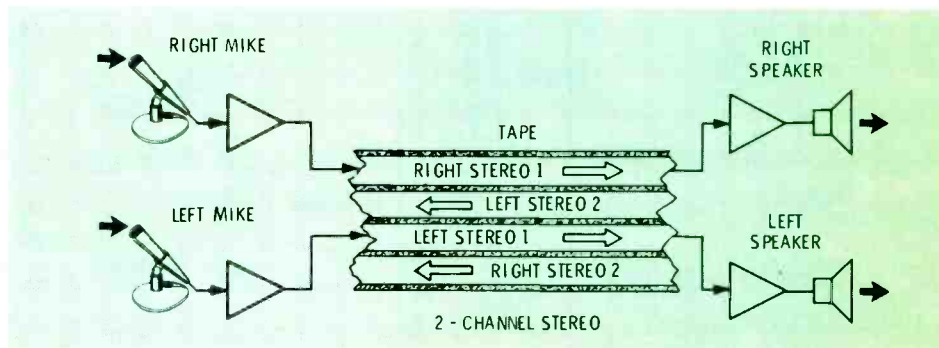 RIGHT MIKE
RIGHT
SPEAKER
TAPE
RIGHT STEREO 1
LEFT STEREO 2
LEFT MIKE
LEFT STEREO 1
LEFT
SPEAKER
RIGHT STEREO 2
2 - CHANNEL STEREO